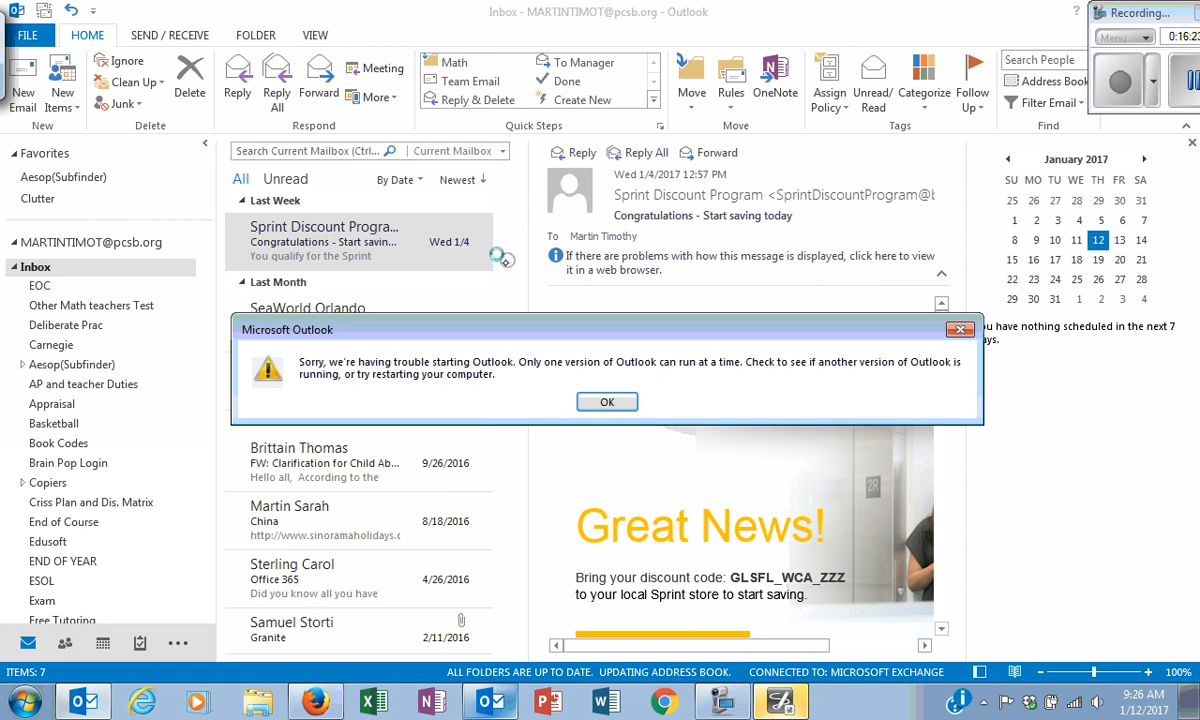 Inbox - MARTINTIMOT@pcsb.org - Outlook
?
Recording...
FILE
HOME
SEND / RECEIVE
FOLDER
VIEW
Menu
0:16:23
New Email
New Items
New
Ignore
Clean Up
Junk
Delete
Delete
Reply
Reply All
Forward
Meeting
More
Respond
Math
Team Email
Reply & Delete
To Manager
Done
Create New
Quick Steps
Move
Rules
OneNote
Move
Assign Policy
Unread/ Read
Categorize
Follow Up
Tags
Search People
Address Book
Filter Email
Find
Favorites
Aesop(Subfinder)
Clutter
MARTINTIMOT@pcsb.org
Inbox
EOC
Other Math teachers Test
Deliberate Prac
Carnegie
Aesop(Subfinder)
AP and teacher Duties
Appraisal
Basketball
Book Codes
Brain Pop Login
Copiers
Criss Plan and Dis. Matrix
End of Course
Edusoft
END OF YEAR
ESOL
Exam
Free Tutoring
Search Current Mailbox (Ctrl...
Current Mailbox
All
Unread
By Date
Newest
Last Week
Sprint Discount Progra...
Congratulations - Start savin...
Wed 1/4
You qualify for the Sprint
Last Month
SeaWorld Orlando
Brittain Thomas
FW: Clarification for Child Ab...
9/26/2016
Hello all, According to the
Martin Sarah
China
8/18/2016
http://www.sinoramaholidays.c
Sterling Carol
Office 365
4/26/2016
Did you know all you have
Samuel Storti
Granite
2/11/2016
Reply
Reply All
Forward
Wed 1/4/2017 12:57 PM
Sprint Discount Program <SprintDiscountProgram@b
Congratulations - Start saving today
To Martin Timothy
If there are problems with how this message is displayed, click here to view
it in a web browser.
Microsoft Outlook
Sorry, we're having trouble starting Outlook. Only one version of Outlook can run at a time. Check to see if another version of Outlook is
running, or try restarting your computer.
OK
2R
Great News!
Bring your discount code: GLSFL_WCA_ZZZ
to your local Sprint store to start saving.
January 2017
SU MO TU WE TH FR SA
25 26 27 28 29 30 31
1 2 3 4 5 6 7
8 9 10 11 12 13 14
15 16 17 18 19 20 21
22 23 24 25 26 27 28
29 30 31 1 2 3 4
ou have nothing scheduled in the next 7
ays.
ITEMS: 7
ALL FOLDERS ARE UP TO DATE.
UPDATING ADDRESS BOOK.
CONNECTED TO: MICROSOFT EXCHANGE
100%
9:26 AM
1/12/2017